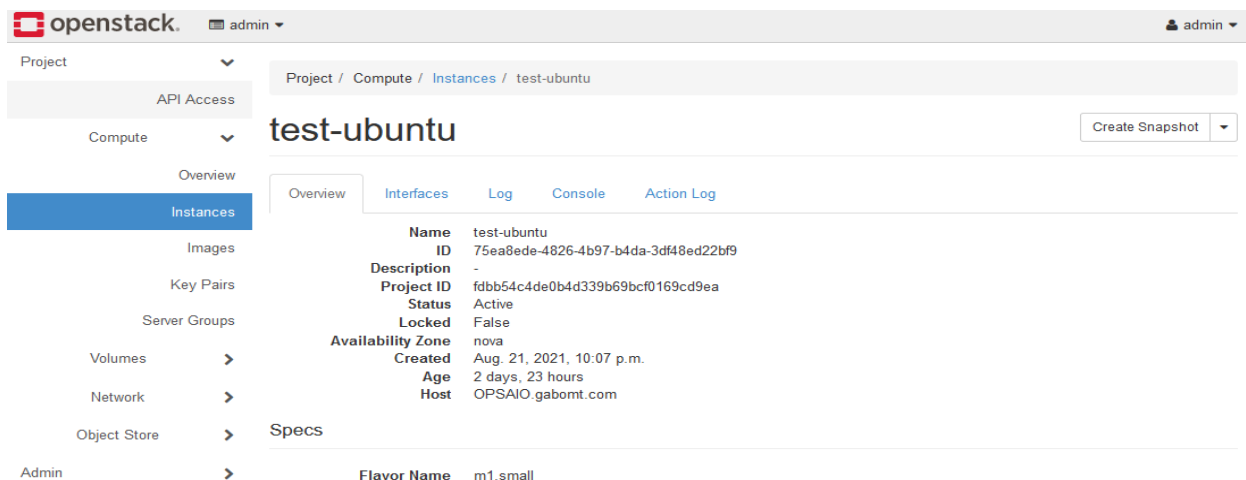 openstack. admin admin
Project
API Access
Compute
Overview
Instances
Images
Key Pairs
Server Groups
Volumes
Network
Object Store
Admin
Project / Compute / Instances / test-ubuntu
test-ubuntu
Create Snapshot
Overview Interfaces Log Console Action Log
Name test-ubuntu
ID 75ea8ede-4826-4b97-b4da-3df48ed22bf9
Description -
Project ID fdbb54c4de0b4d339b69bcf0169cd9ea
Status Active
Locked False
Availability Zone nova
Created Aug. 21, 2021, 10:07 p.m.
Age 2 days, 23 hours
Host OPSAIO.gabomt.com
Specs
Flavor Name m1.small